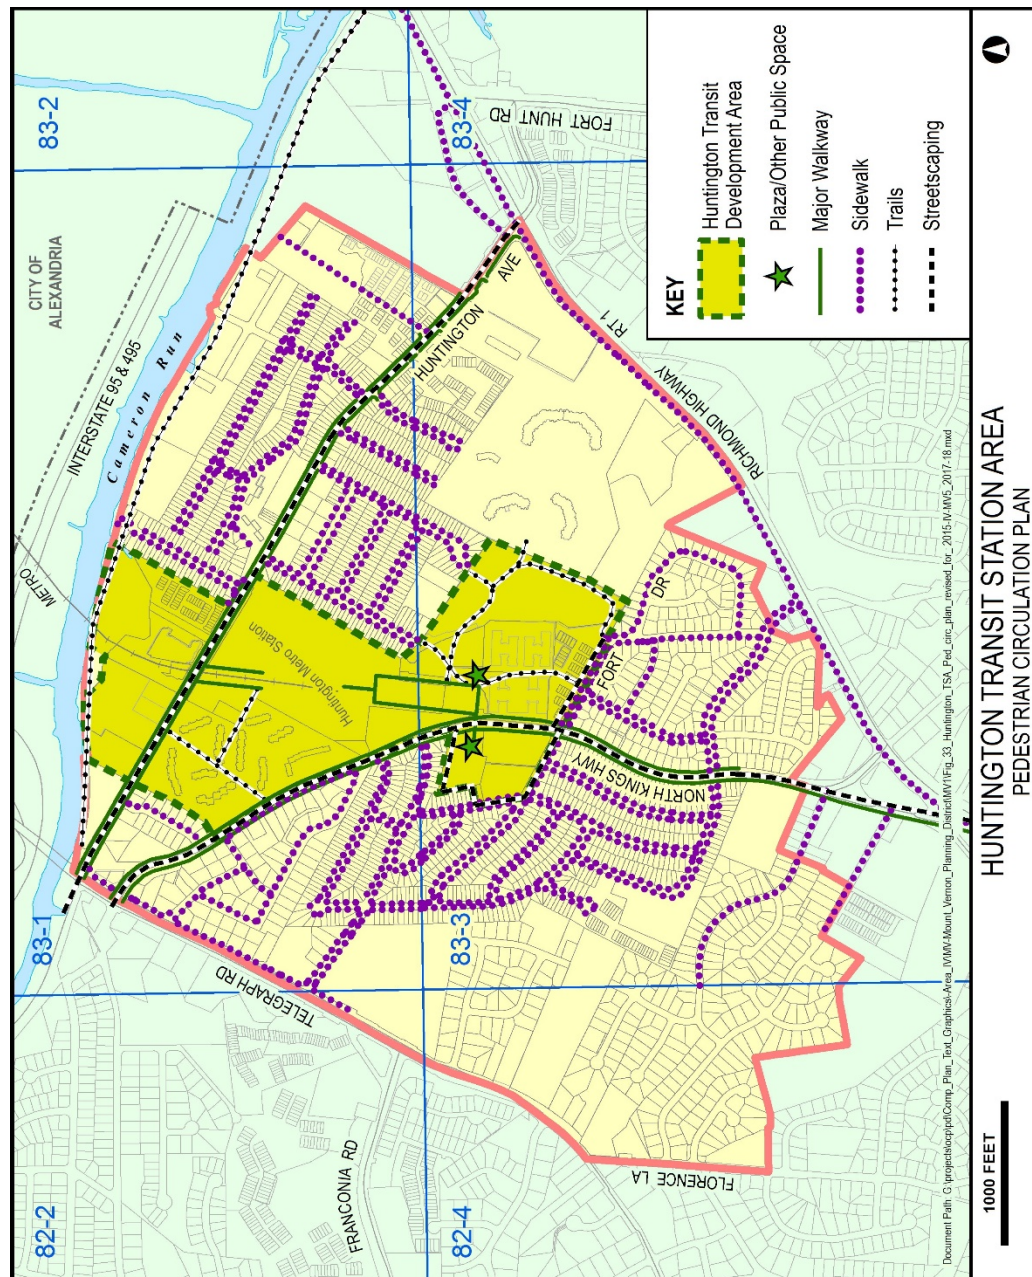 82-2
83-1
83-2
CITY OF
ALEXANDRIA
INTERSTATE 95 & 495
Cameron Run
METRO
TELEGRAPH RD
FRANCONIA RD
Huntington Metro Station
HUNTINGTON AVE
82-4
83-3
83-4
FORT HUNT RD
FORT DR
NORTH KINGS HWY
RICHMOND HIGHWAY
RT 1
FLORENCE LA
KEY
Huntington Transit
Development Area
Plaza/Other Public Space
Major Walkway
Sidewalk
Trails
Streetscaping
1000 FEET
HUNTINGTON TRANSIT STATION AREA
PEDESTRIAN CIRCULATION PLAN